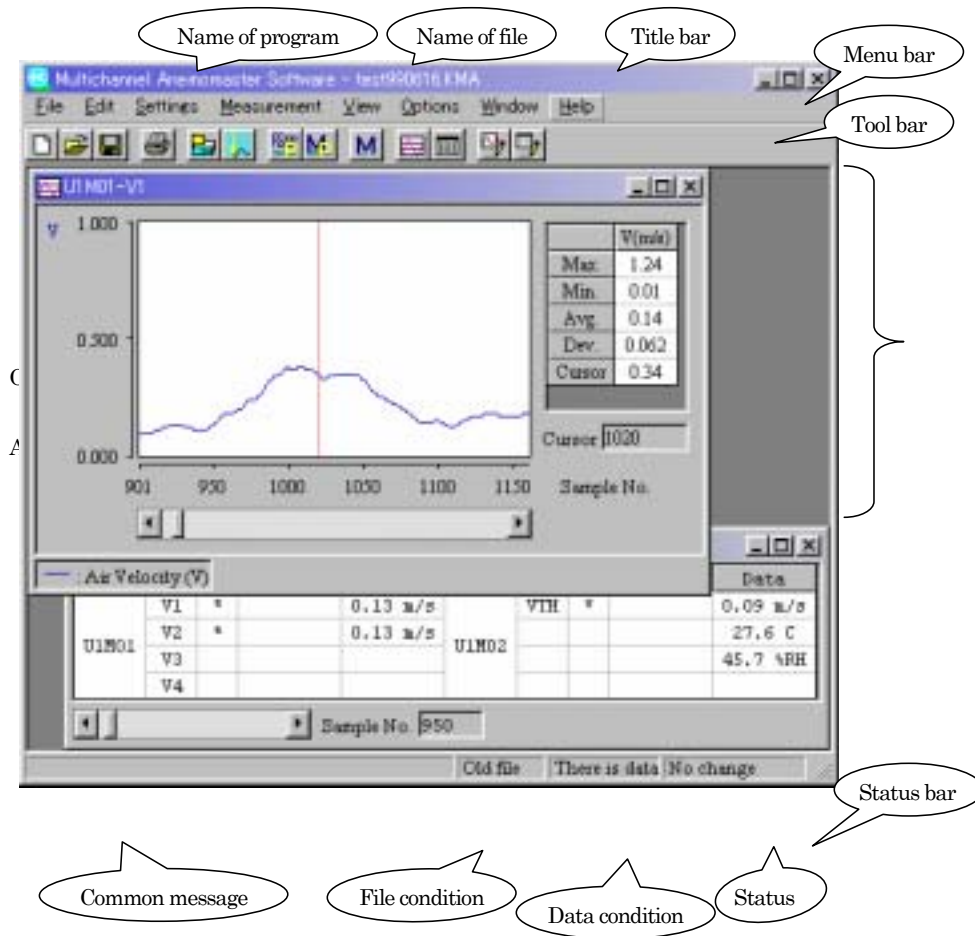 Name of program
Name of file
Title bar
Menu bar
Multichannel Anemomaster Software - test990616.KMA
File Edit Settings Measurement View Options Window Help
Tool bar
U1M01-V1
V 1.000
0.500
0.000
901 950 1000 1050 1100 1150 Sample No.
V(m/s)
Max. 1.24
Min. 0.01
Avg. 0.14
Dev. 0.062
Cursor 0.34
Cursor 1020
: Air Velocity (V)
Data
U1M01 V1 * 0.13 m/s U1M02 VTH * 0.09 m/s
V2 * 0.13 m/s 27.6 C
V3 45.7 %RH
V4
Sample No. 950
Old file There is data No change
Status bar
Common message
File condition
Data condition
Status